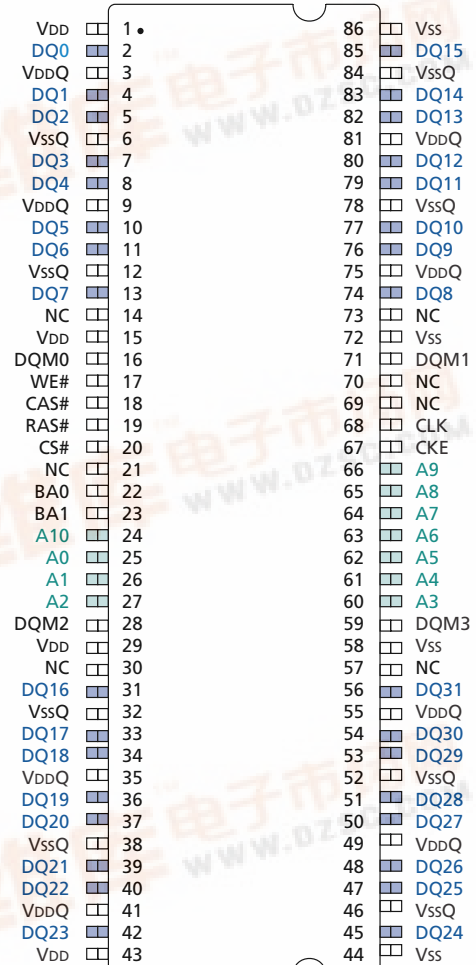 VDD 1 86 Vss
DQ0 2 85 DQ15
VDDQ 3 84 VssQ
DQ1 4 83 DQ14
DQ2 5 82 DQ13
VssQ 6 81 VDDQ
DQ3 7 80 DQ12
DQ4 8 79 DQ11
VDDQ 9 78 VssQ
DQ5 10 77 DQ10
DQ6 11 76 DQ9
VssQ 12 75 VDDQ
DQ7 13 74 DQ8
NC 14 73 NC
VDD 15 72 Vss
DQM0 16 71 DQM1
WE# 17 70 NC
CAS# 18 69 NC
RAS# 19 68 CLK
CS# 20 67 CKE
NC 21 66 A9
BA0 22 65 A8
BA1 23 64 A7
A10 24 63 A6
A0 25 62 A5
A1 26 61 A4
A2 27 60 A3
DQM2 28 59 DQM3
VDD 29 58 Vss
NC 30 57 NC
DQ16 31 56 DQ31
VssQ 32 55 VDDQ
DQ17 33 54 DQ30
DQ18 34 53 DQ29
VDDQ 35 52 VssQ
DQ19 36 51 DQ28
DQ20 37 50 DQ27
VssQ 38 49 VDDQ
DQ21 39 48 DQ26
DQ22 40 47 DQ25
VDDQ 41 46 VssQ
DQ23 42 45 DQ24
VDD 43 44 Vss